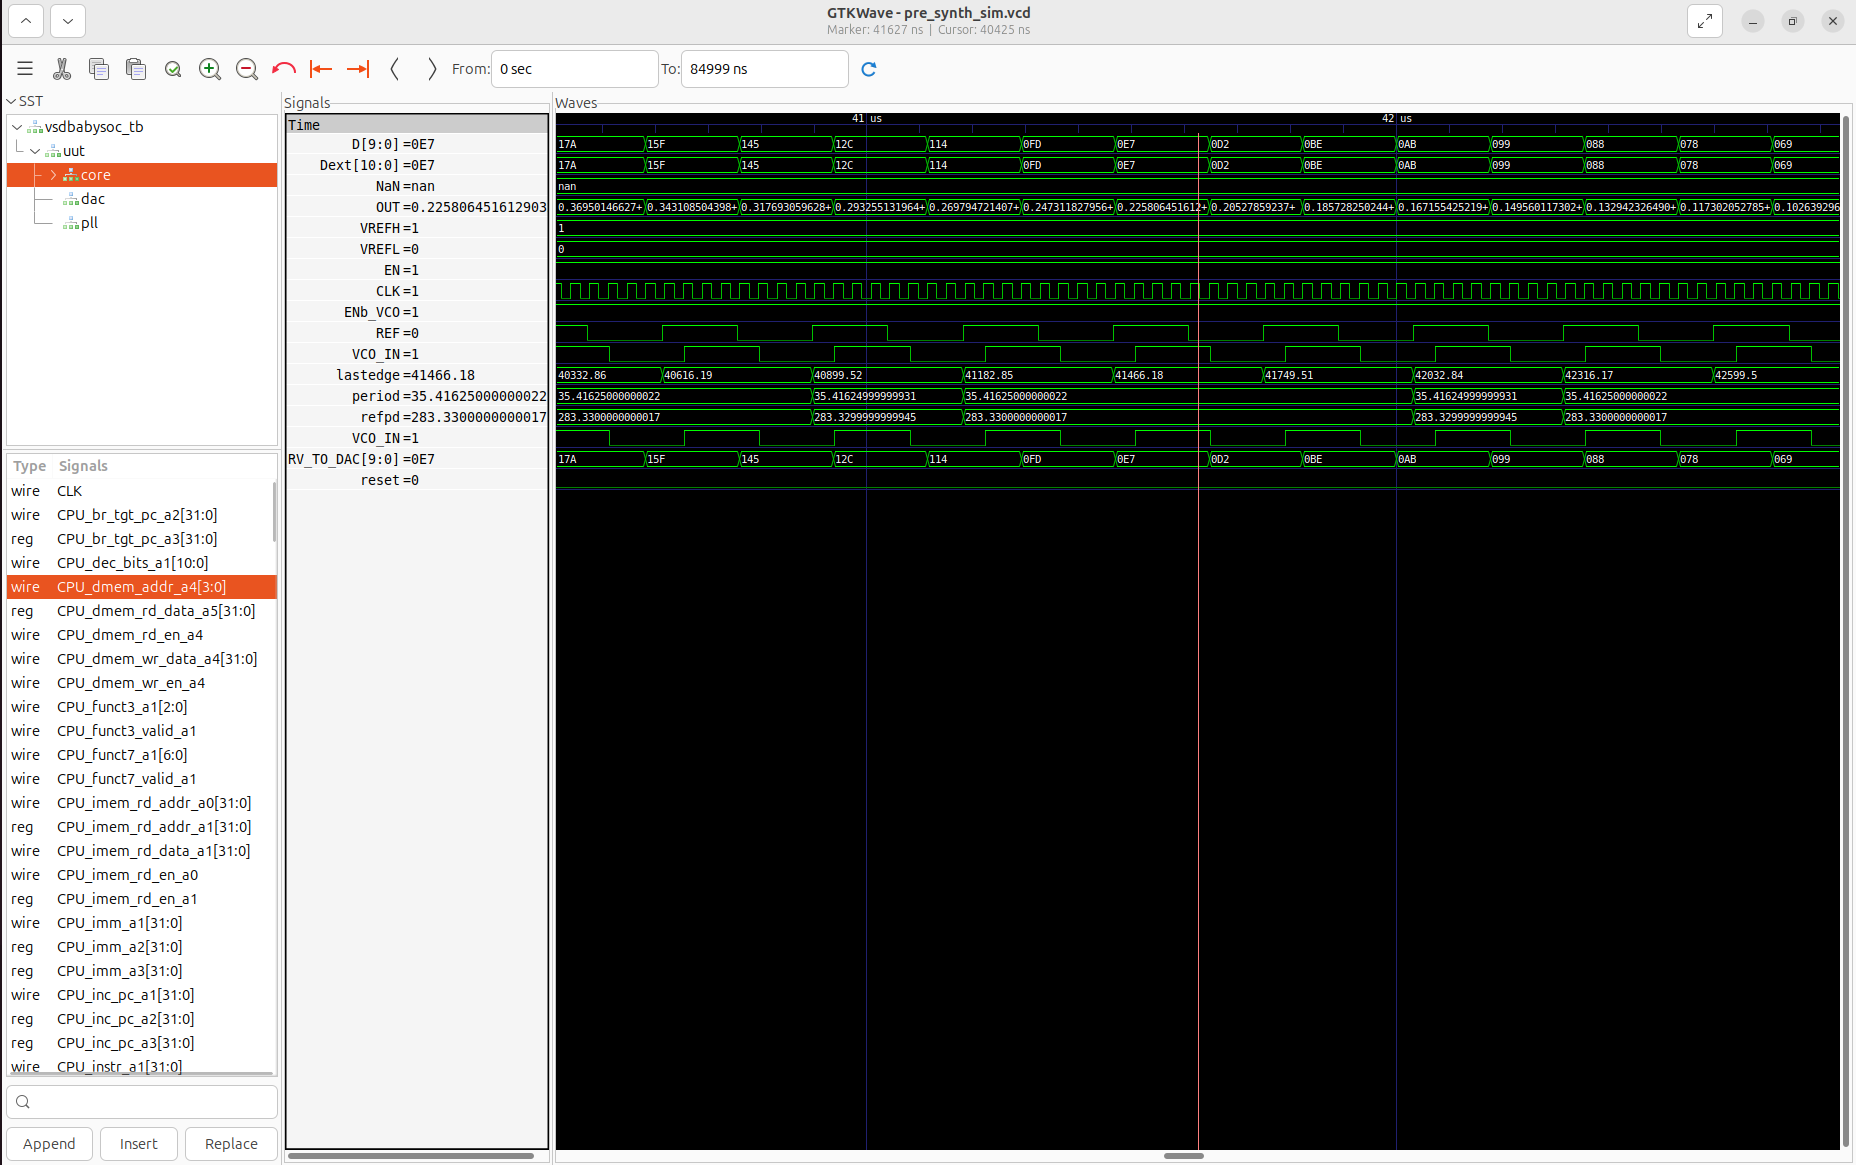 GTKWave - pre_synth_sim.vcd
Marker: 41627 ns | Cursor: 40425 ns
From: 0 sec To: 84999 ns
SST
vsdbabysoc_tb
uut
core
dac
pll
Type Signals
wire CLK
wire CPU_br_tgt_pc_a2[31:0]
reg CPU_br_tgt_pc_a3[31:0]
wire CPU_dec_bits_a1[10:0]
wire CPU_dmem_addr_a4[3:0]
reg CPU_dmem_rd_data_a5[31:0]
wire CPU_dmem_rd_en_a4
wire CPU_dmem_wr_data_a4[31:0]
wire CPU_dmem_wr_en_a4
wire CPU_funct3_a1[2:0]
wire CPU_funct3_valid_a1
wire CPU_funct7_a1[6:0]
wire CPU_funct7_valid_a1
wire CPU_imem_rd_addr_a0[31:0]
reg CPU_imem_rd_addr_a1[31:0]
wire CPU_imem_rd_data_a1[31:0]
wire CPU_imem_rd_en_a0
reg CPU_imem_rd_en_a1
wire CPU_imm_a1[31:0]
reg CPU_imm_a2[31:0]
reg CPU_imm_a3[31:0]
wire CPU_inc_pc_a1[31:0]
reg CPU_inc_pc_a2[31:0]
reg CPU_inc_pc_a3[31:0]
wire CPU_instr_a1[31:0]
Append Insert Replace
Signals
Time
D[9:0] =0E7
Dext[10:0] =0E7
NaN =nan
OUT =0.225806451612903
VREFH =1
VREFL =0
EN =1
CLK =1
ENb_VCO =1
REF =0
VCO_IN =1
lastedge =41466.18
period =35.41625000000022
refpd =283.3300000000017
VCO_IN =1
RV_TO_DAC[9:0] =0E7
reset =0
Waves
41 us 42 us
17A 15F 145 12C 114 0FD 0E7 0D2 0BE 0AB 099 088 078 069
17A 15F 145 12C 114 0FD 0E7 0D2 0BE 0AB 099 088 078 069
nan
0.36950146627+ 0.343108504398+ 0.317693059628+ 0.293255131964+ 0.269794721407+ 0.247311827956+ 0.225806451612+ 0.20527859237+ 0.185728250244+ 0.167155425219+ 0.149560117302+ 0.132942326490+ 0.117302052785+ 0.102639296
1
0
40332.86 40616.19 40899.52 41182.85 41466.18 41749.51 42032.84 42316.17 42599.5
35.41625000000022 35.41624999999931 35.41625000000022 35.41624999999931 35.41625000000022
283.3300000000017 283.3299999999945 283.3300000000017 283.3299999999945 283.3300000000017
17A 15F 145 12C 114 0FD 0E7 0D2 0BE 0AB 099 088 078 069